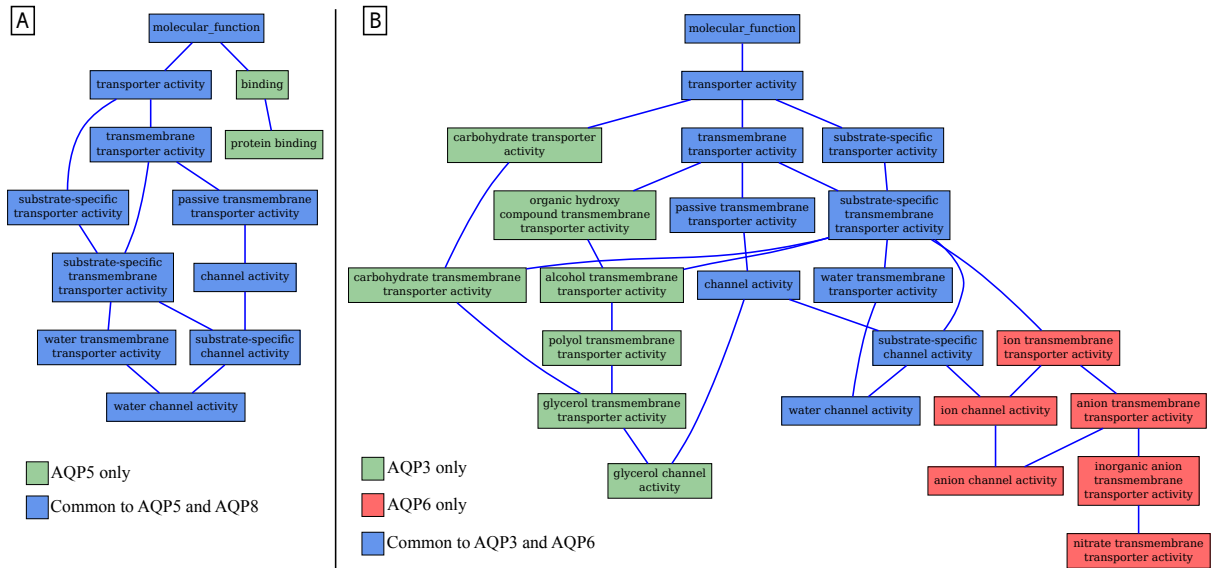 A
molecular_function
transporter activity
binding
transmembrane
transporter activity
protein binding
substrate-specific
transporter activity
passive transmembrane
transporter activity
substrate-specific
transmembrane
transporter activity
channel activity
water transmembrane
transporter activity
substrate-specific
channel activity
water channel activity
AQP5 only
Common to AQP5 and AQP8
B
molecular_function
transporter activity
carbohydrate transporter
activity
transmembrane
transporter activity
substrate-specific
transporter activity
organic hydroxy
compound transmembrane
transporter activity
passive transmembrane
transporter activity
substrate-specific
transmembrane
transporter activity
carbohydrate transmembrane
transporter activity
alcohol transmembrane
transporter activity
channel activity
water transmembrane
transporter activity
polyol transmembrane
transporter activity
substrate-specific
channel activity
ion transmembrane
transporter activity
glycerol transmembrane
transporter activity
water channel activity
ion channel activity
anion transmembrane
transporter activity
glycerol channel
activity
anion channel activity
inorganic anion
transmembrane
transporter activity
nitrate transmembrane
transporter activity
AQP3 only
AQP6 only
Common to AQP3 and AQP6